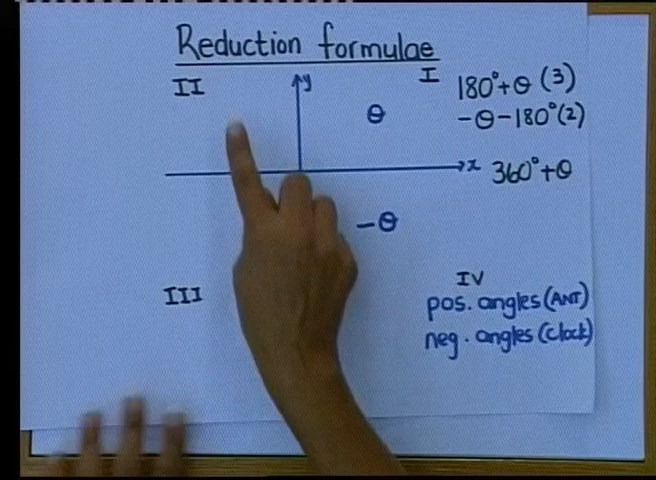 Reduction formulae
II
I
180°+θ (3)
-θ-180°(2)
y
θ
x
360°+θ
-θ
III
IV
pos. angles(ANT)
neg. angles(Clock)